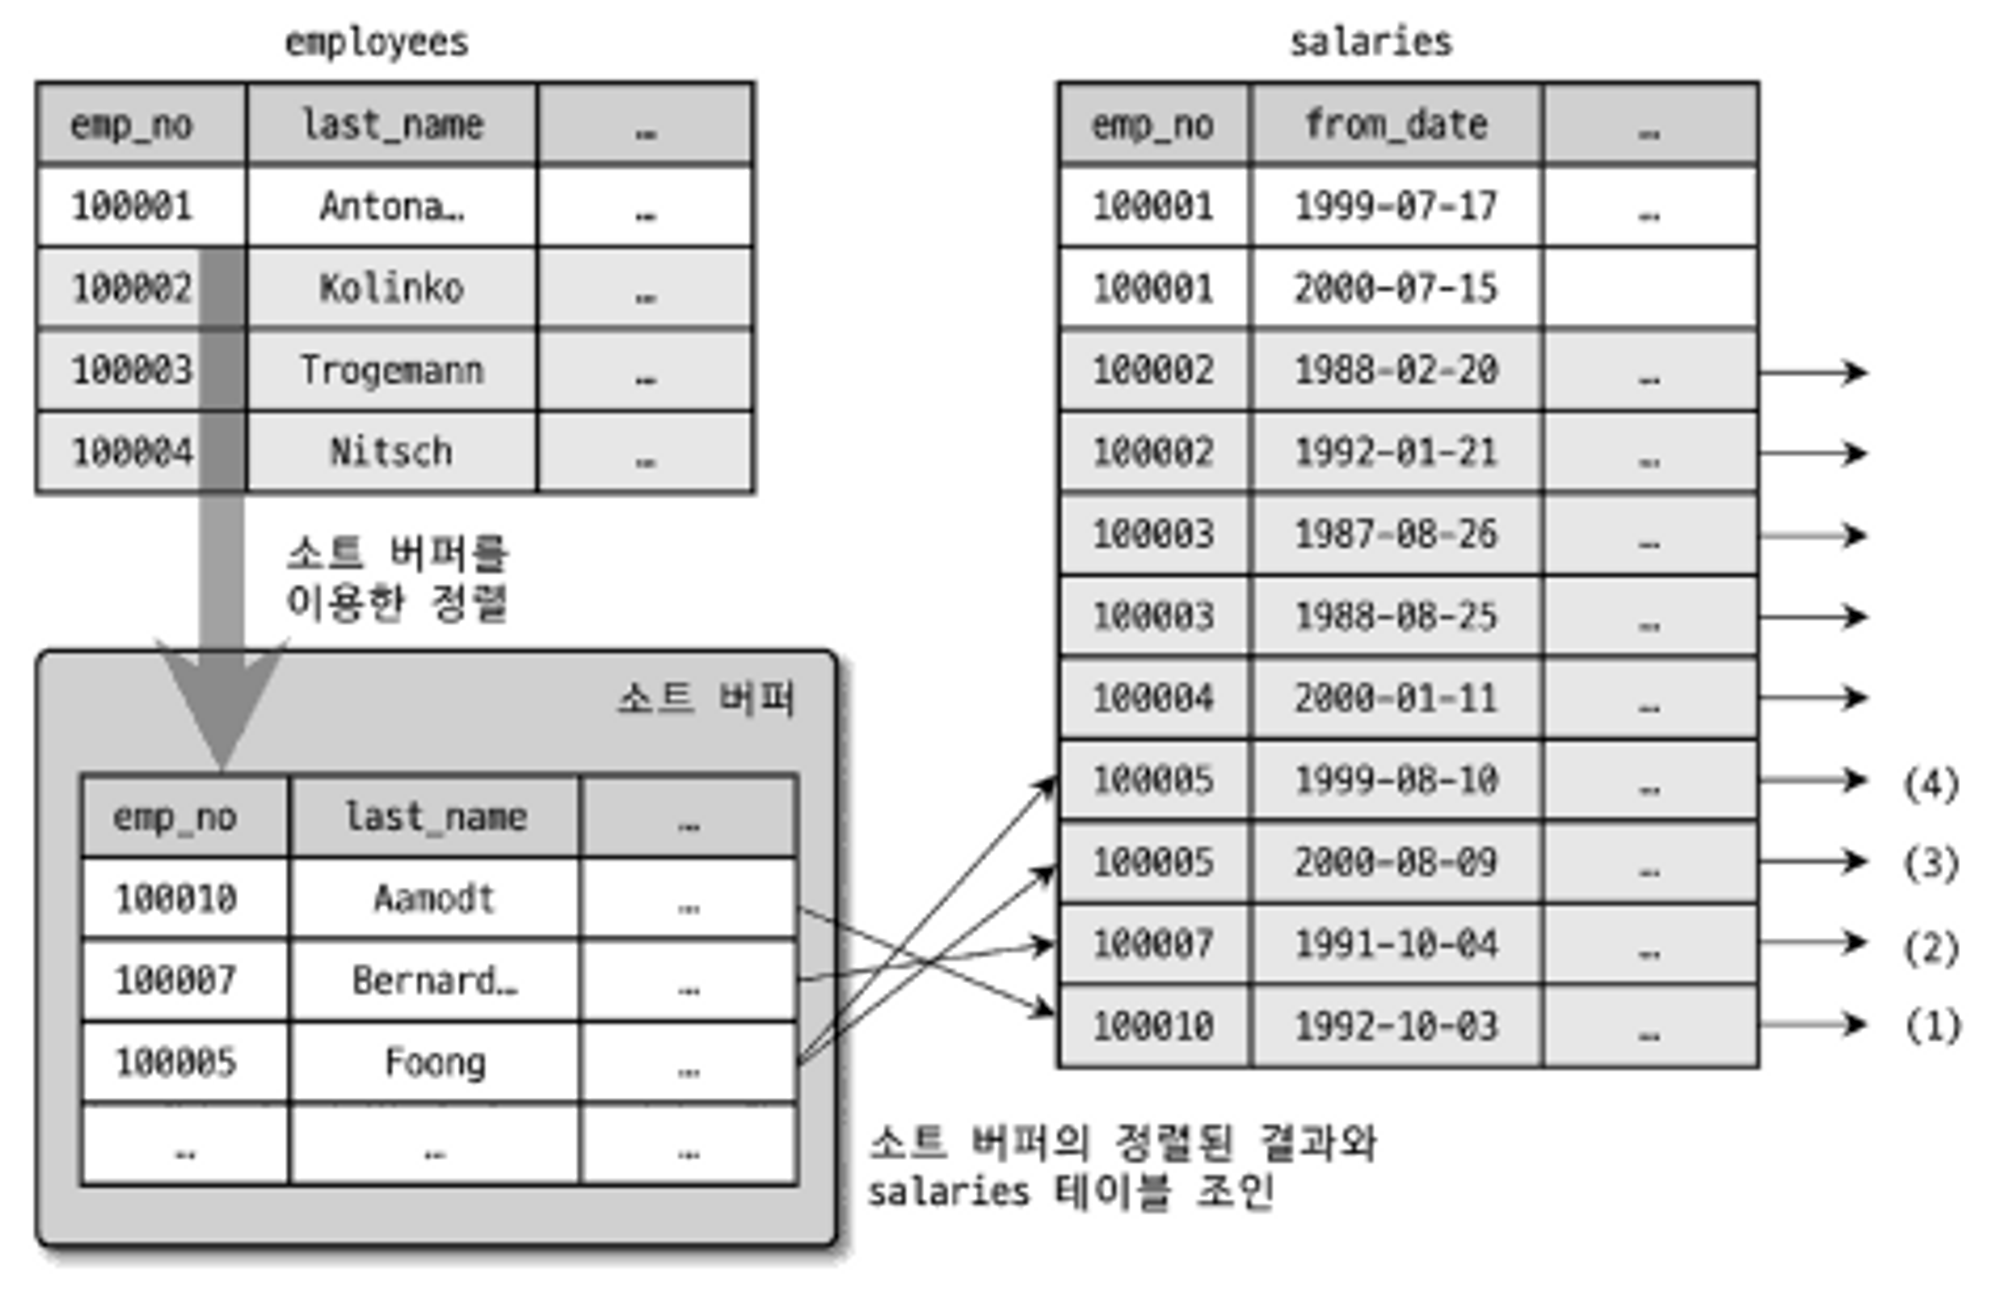 employees
emp_no last_name …
100001 Antona… …
100002 Kolinko …
100003 Trogemann …
100004 Nitsch …
소트 버퍼를
이용한 정렬
소트 버퍼
emp_no last_name …
100010 Aamodt …
100007 Bernard… …
100005 Foong …
… … …
salaries
emp_no from_date …
100001 1999-07-17 …
100001 2000-07-15
100002 1988-02-20 …
100002 1992-01-21 …
100003 1987-08-26 …
100003 1988-08-25 …
100004 2000-01-11 …
100005 1999-08-10 … (4)
100005 2000-08-09 … (3)
100007 1991-10-04 … (2)
100010 1992-10-03 … (1)
소트 버퍼의 정렬된 결과와
salaries 테이블 조인